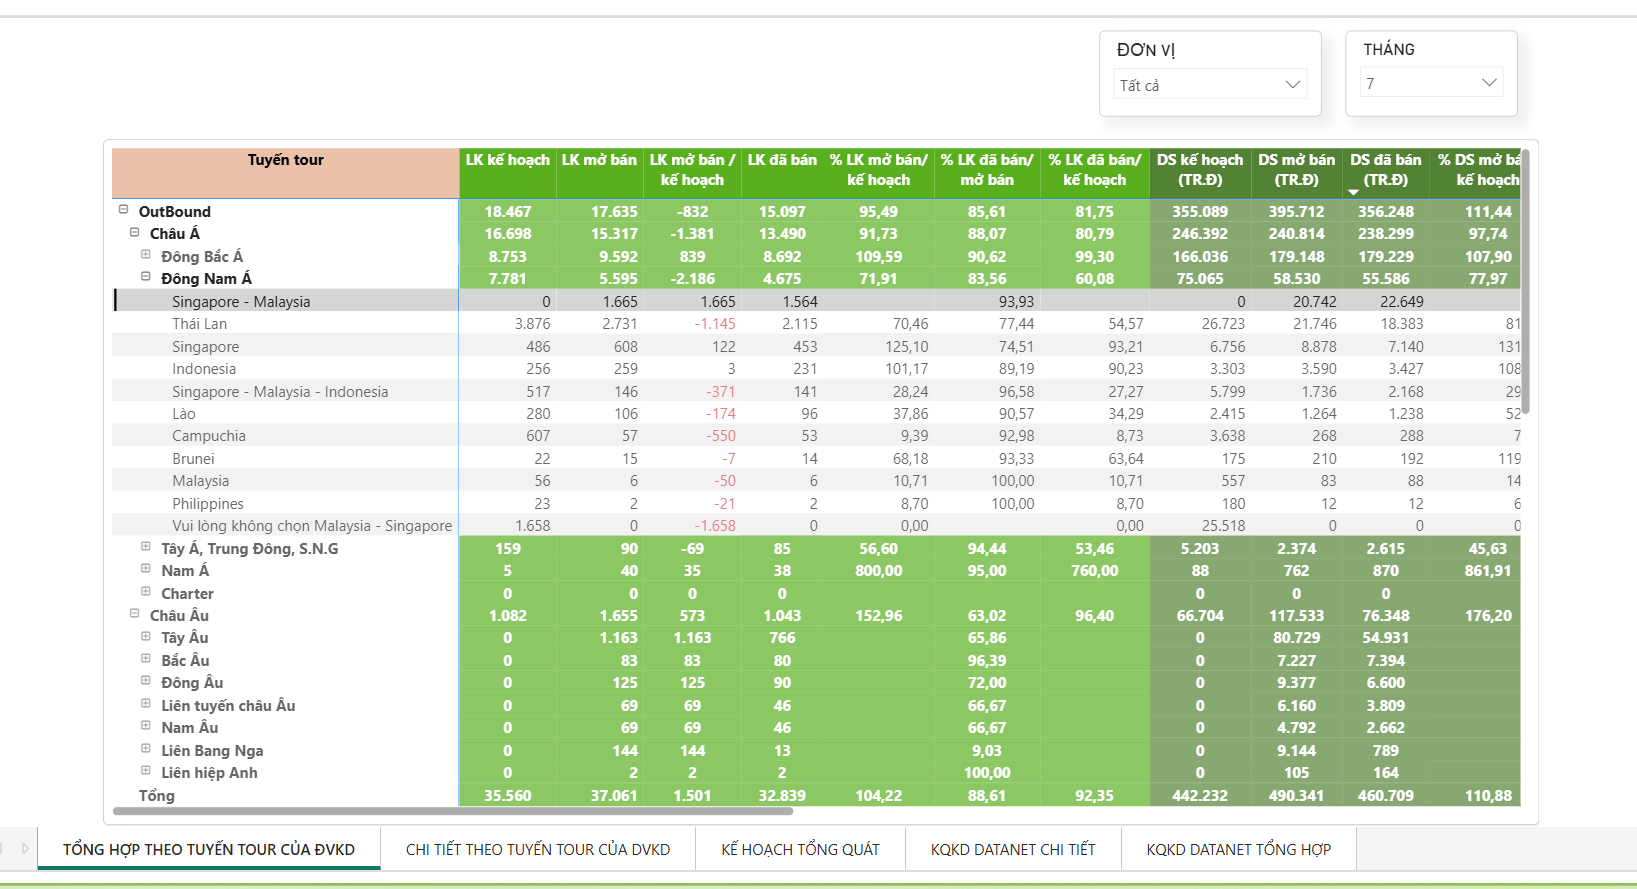 ĐƠN VỊ THÁNG
Tất cả 7
Tuyến tour LK kế hoạch LK mở bán LK mở bán / kế hoạch LK đã bán % LK mở bán/ kế hoạch % LK đã bán/ mở bán % LK đã bán/ kế hoạch DS kế hoạch (TR.Đ) DS mở bán (TR.Đ) DS đã bán (TR.Đ) % DS mở kế hoạch
OutBound 18.467 17.635 -832 15.097 95,49 85,61 81,75 355.089 395.712 356.248 111,44
Châu Á 16.698 15.317 -1.381 13.490 91,73 88,07 80,79 246.392 240.814 238.299 97,74
Đông Bắc Á 8.753 9.592 839 8.692 109,59 90,62 99,30 166.036 179.148 179.229 107,90
Đông Nam Á 7.781 5.595 -2.186 4.675 71,91 83,56 60,08 75.065 58.530 55.586 77,97
Singapore - Malaysia 0 1.665 1.665 1.564 93,93 0 20.742 22.649
Thái Lan 3.876 2.731 -1.145 2.115 70,46 77,44 54,57 26.723 21.746 18.383 81
Singapore 486 608 122 453 125,10 74,51 93,21 6.756 8.878 7.140 131
Indonesia 256 259 3 231 101,17 89,19 90,23 3.303 3.590 3.427 108
Singapore - Malaysia - Indonesia 517 146 -371 141 28,24 96,58 27,27 5.799 1.736 2.168 29
Lào 280 106 -174 96 37,86 90,57 34,29 2.415 1.264 1.238 52
Campuchia 607 57 -550 53 9,39 92,98 8,73 3.638 268 288 7
Brunei 22 15 -7 14 68,18 93,33 63,64 175 210 192 119
Malaysia 56 6 -50 6 10,71 100,00 10,71 557 83 88 14
Philippines 23 2 -21 2 8,70 100,00 8,70 180 12 12 6
Vui lòng không chọn Malaysia - Singapore 1.658 0 -1.658 0 0,00 0,00 25.518 0 0 0
Tây Á, Trung Đông, S.N.G 159 90 -69 85 56,60 94,44 53,46 5.203 2.374 2.615 45,63
Nam Á 5 40 35 38 800,00 95,00 760,00 88 762 870 861,91
Charter 0 0 0 0 0 0 0
Châu Âu 1.082 1.655 573 1.043 152,96 63,02 96,40 66.704 117.533 76.348 176,20
Tây Âu 0 1.163 1.163 766 65,86 0 80.729 54.931
Bắc Âu 0 83 83 80 96,39 0 7.227 7.394
Đông Âu 0 125 125 90 72,00 0 9.377 6.600
Liên tuyến châu Âu 0 69 69 46 66,67 0 6.160 3.809
Nam Âu 0 69 69 46 66,67 0 4.792 2.662
Liên Bang Nga 0 144 144 13 9,03 0 9.144 789
Liên hiệp Anh 0 2 2 2 100,00 0 105 164
Tổng 35.560 37.061 1.501 32.839 104,22 88,61 92,35 442.232 490.341 460.709 110,88
TỔNG HỢP THEO TUYẾN TOUR CỦA ĐVKD CHI TIẾT THEO TUYẾN TOUR CỦA DVKD KẾ HOẠCH TỔNG QUÁT KQKD DATANET CHI TIẾT KQKD DATANET TỔNG HỢP